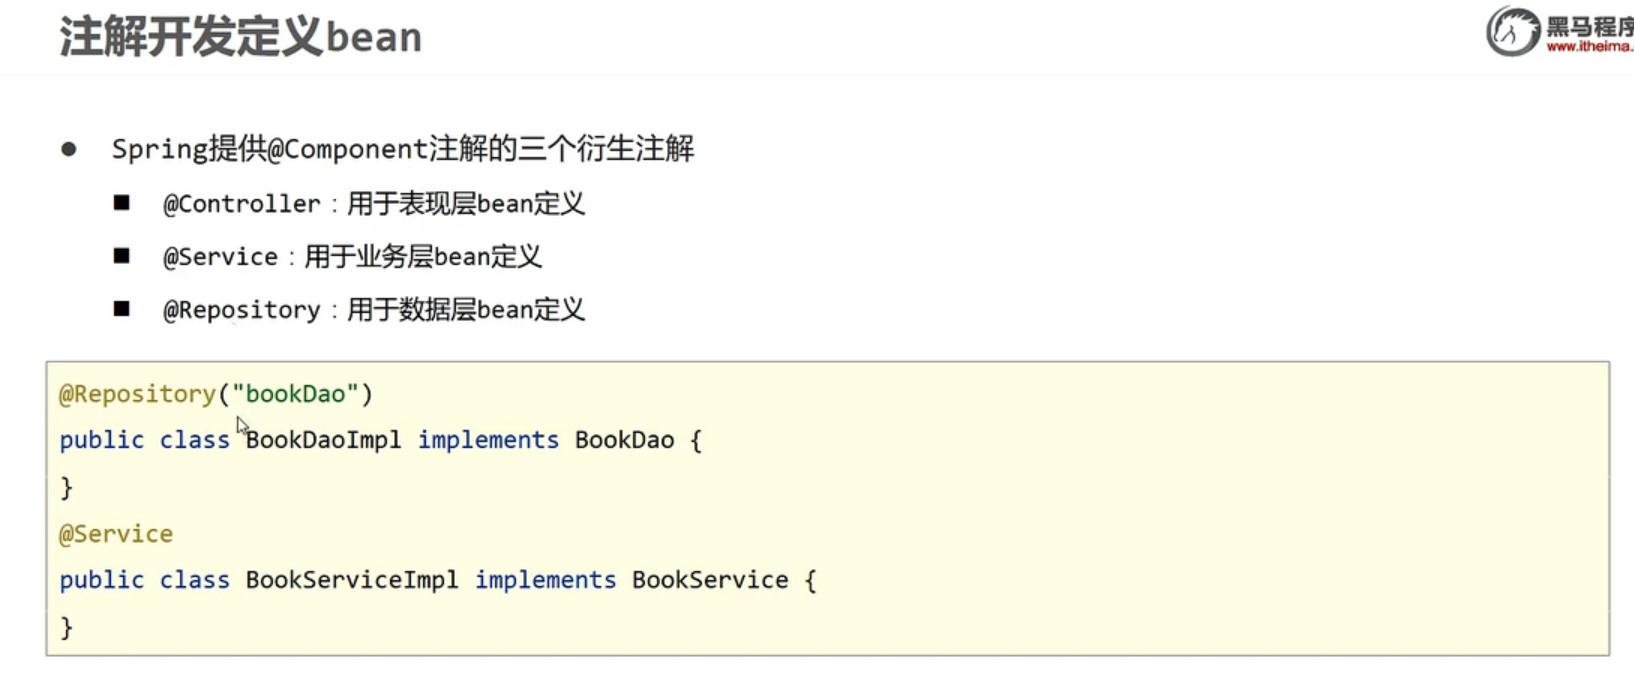 注解开发定义bean
黑马程序
www.itheima.
Spring提供@Component注解的三个衍生注解
@Controller：用于表现层bean定义
@Service：用于业务层bean定义
@Repository：用于数据层bean定义
@Repository("bookDao")
public class BookDaoImpl implements BookDao {
}
@Service
public class BookServiceImpl implements BookService {
}